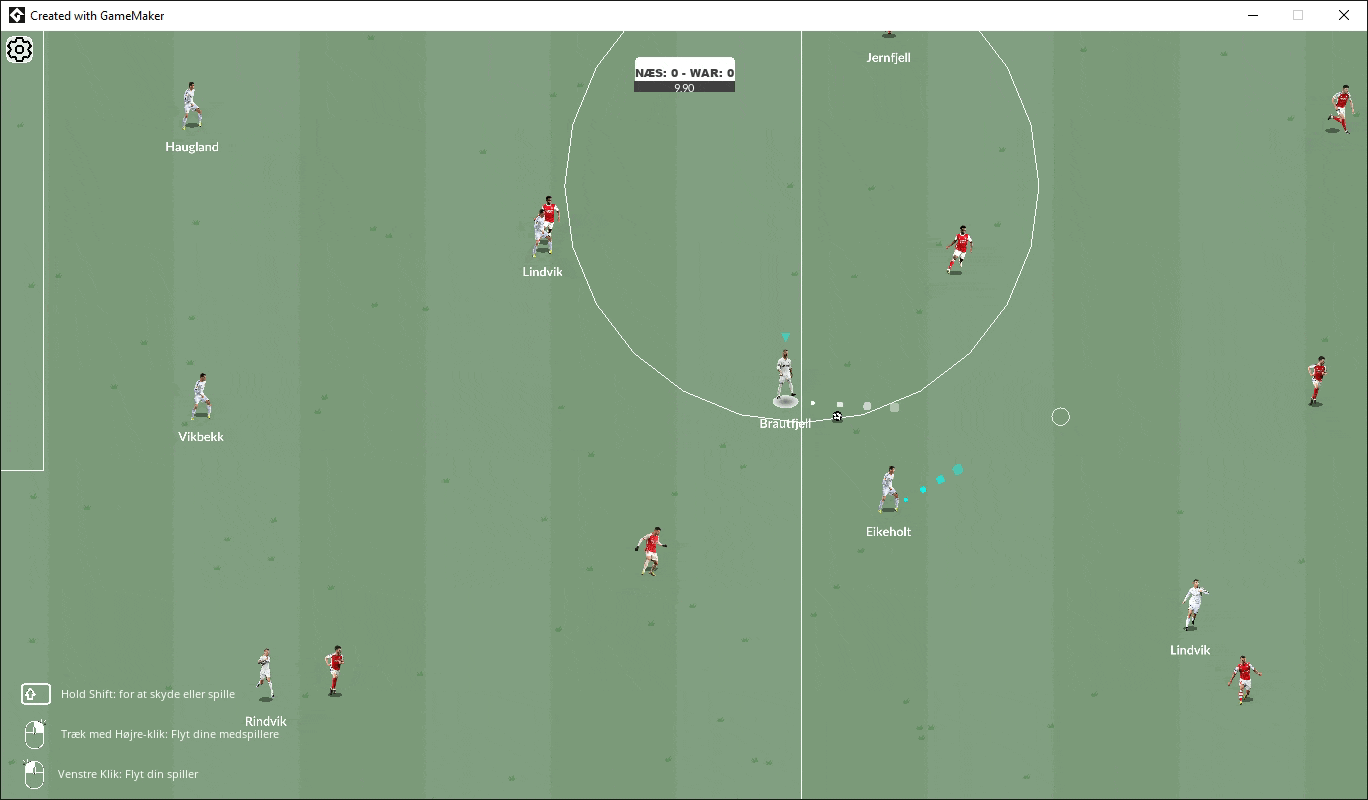 Created with GameMaker
Jernfjell
NÆS: 0 - WAR: 0
9.90
Haugland
Lindvik
Brautfjell
Vikbekk
Eikeholt
Lindvik
Hold Shift: for at skyde eller spille
Rindvik
Træk med Højre-klik: Flyt dine medspillere
Venstre Klik: Flyt din spiller